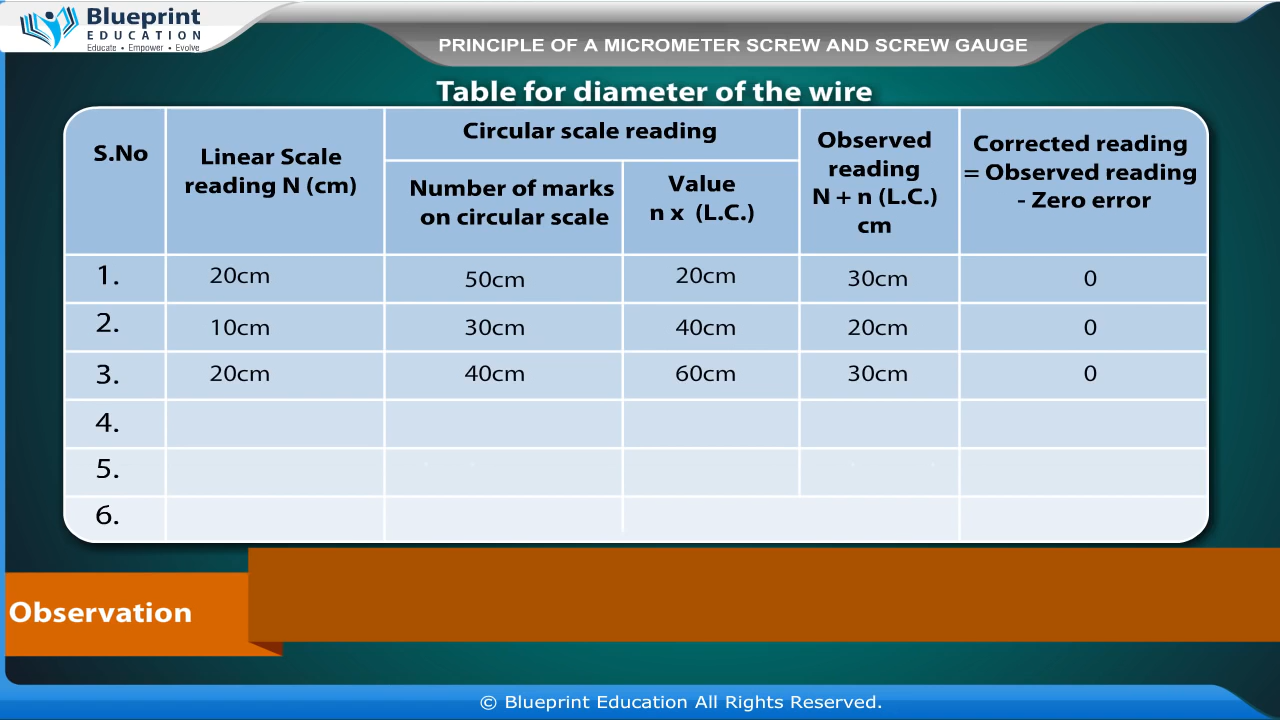 Blueprint
EDUCATION
Educate • Empower • Evolve
PRINCIPLE OF A MICROMETER SCREW AND SCREW GAUGE
Table for diameter of the wire
S.No
Linear Scale
reading N (cm)
Circular scale reading
Number of marks
on circular scale
Value
n x (L.C.)
Observed
reading
N + n (L.C.)
cm
Corrected reading
= Observed reading
- Zero error
1. 20cm 50cm 20cm 30cm 0
2. 10cm 30cm 40cm 20cm 0
3. 20cm 40cm 60cm 30cm 0
4.
5.
6.
Observation
© Blueprint Education All Rights Reserved.